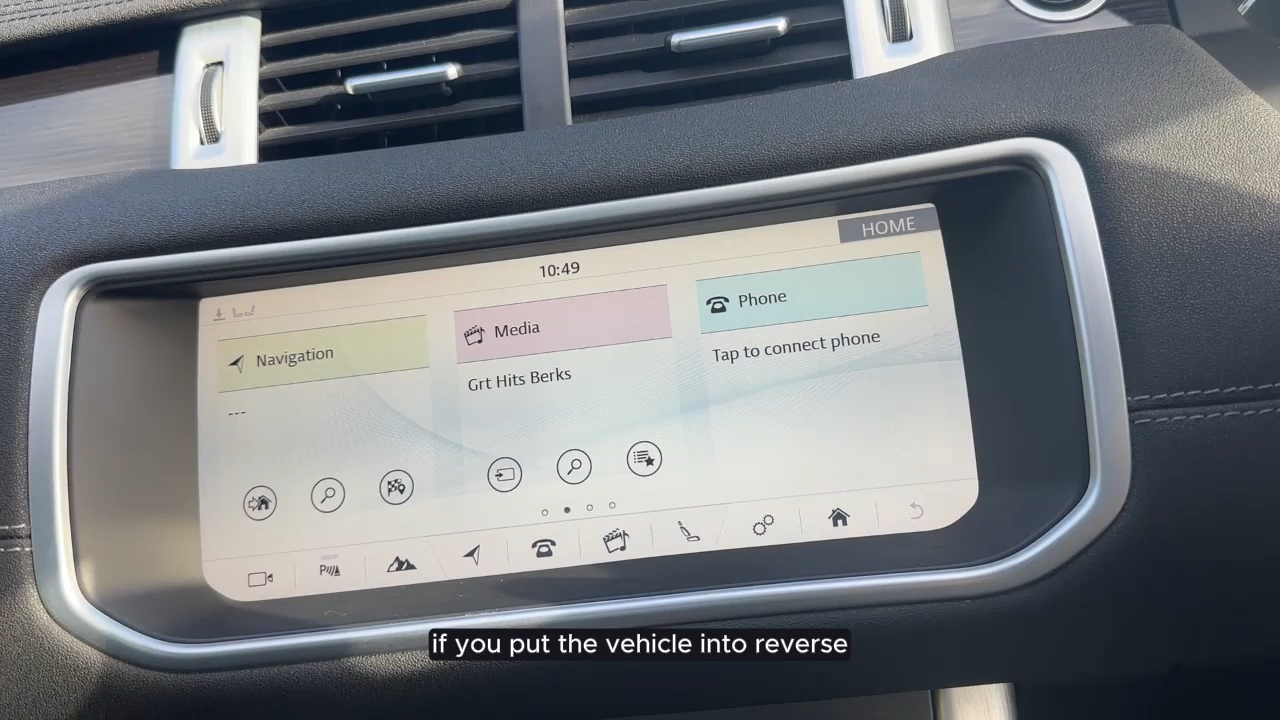 HOME
10:49
Navigation
---
Media
Grt Hits Berks
Phone
Tap to connect phone
P
if you put the vehicle into reverse